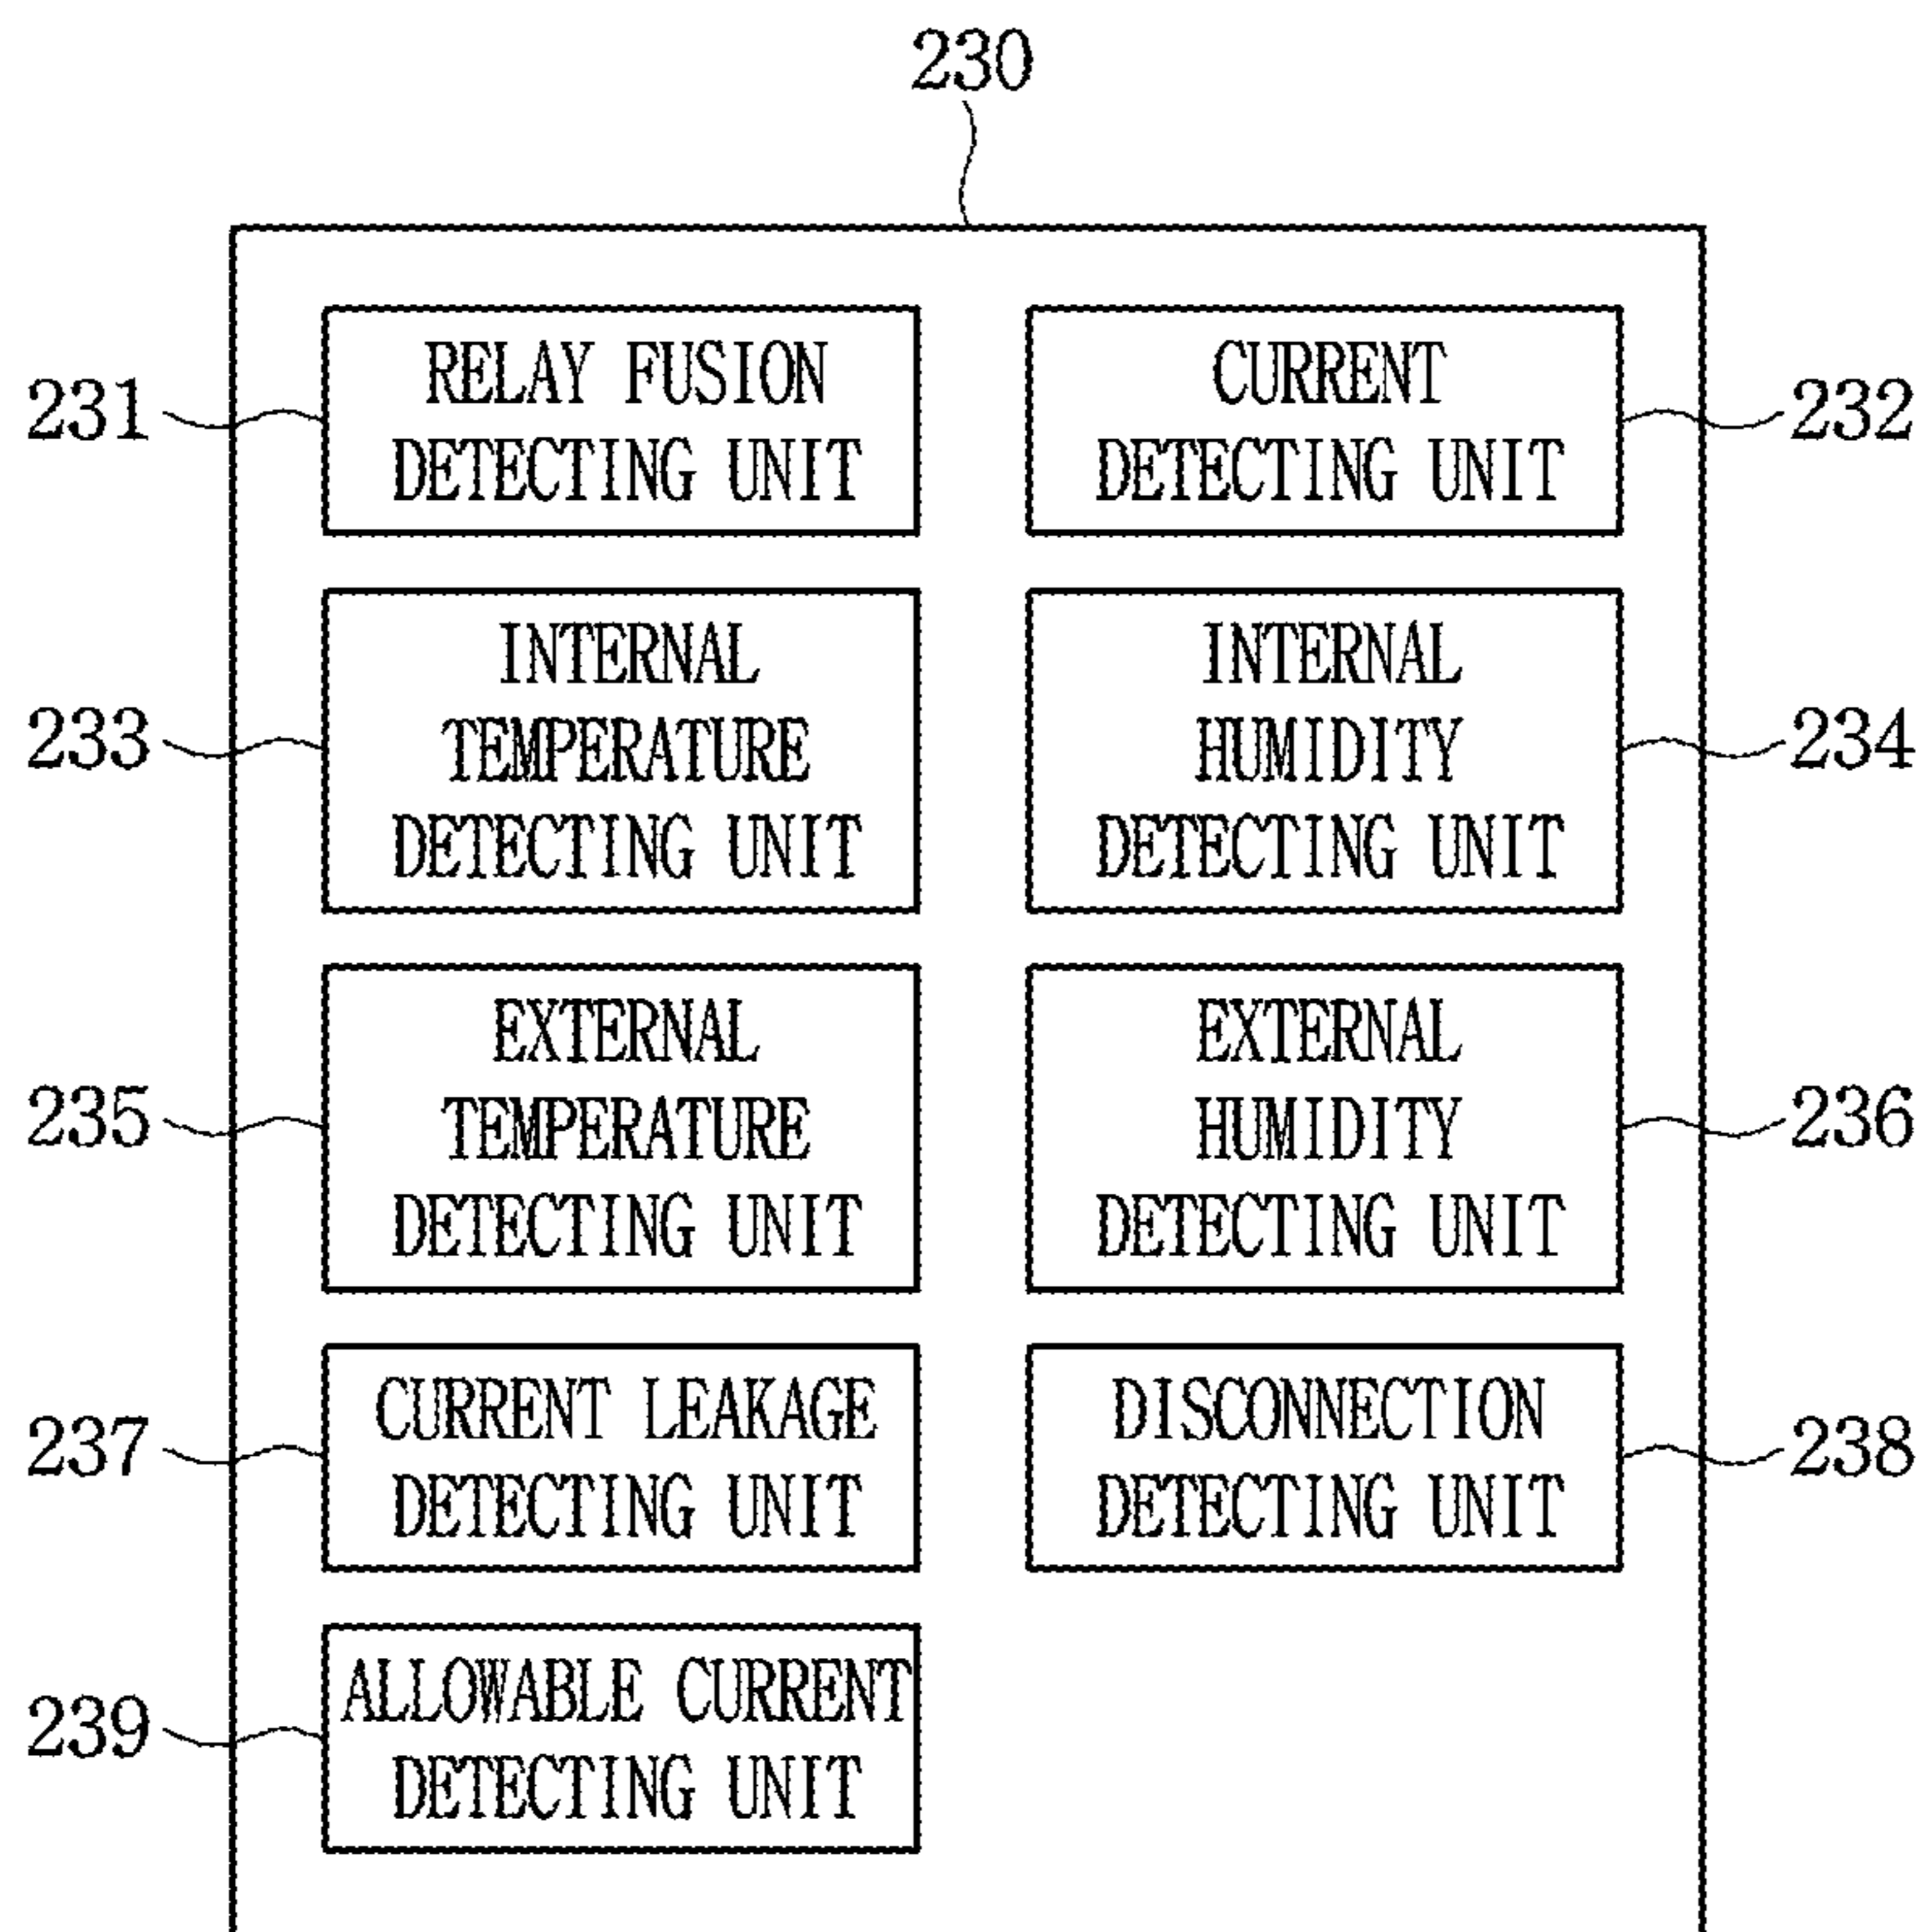 230
231
RELAY FUSION
DETECTING UNIT
CURRENT
DETECTING UNIT
232
233
INTERNAL
TEMPERATURE
DETECTING UNIT
INTERNAL
HUMIDITY
DETECTING UNIT
234
235
EXTERNAL
TEMPERATURE
DETECTING UNIT
EXTERNAL
HUMIDITY
DETECTING UNIT
236
237
CURRENT LEAKAGE
DETECTING UNIT
DISCONNECTION
DETECTING UNIT
238
239
ALLOWABLE CURRENT
DETECTING UNIT